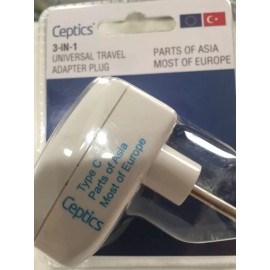 Ceptics
3-IN-1
UNIVERSAL TRAVEL
ADAPTER PLUG
PARTS OF ASIA
MOST OF EUROPE
Type C
Parts of Asia
Most of Europe
Ceptics